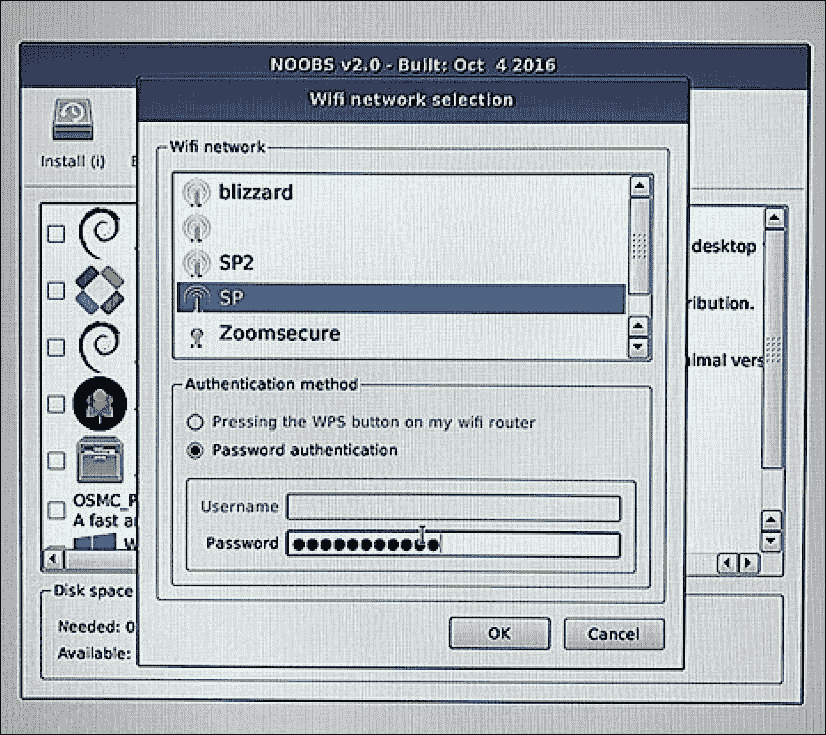 NOOBS v2.0 - Built: Oct 4 2016
Wifi network selection
Install (i)
Wifi network
blizzard
SP2
SP
Zoomsecure
desktop
ribution.
nimal vers
Authentication method
Pressing the WPS button on my wifi router
Password authentication
Username
Password
OSMC_P
A fast a
W
Disk space
Needed: 0
Available:
OK
Cancel